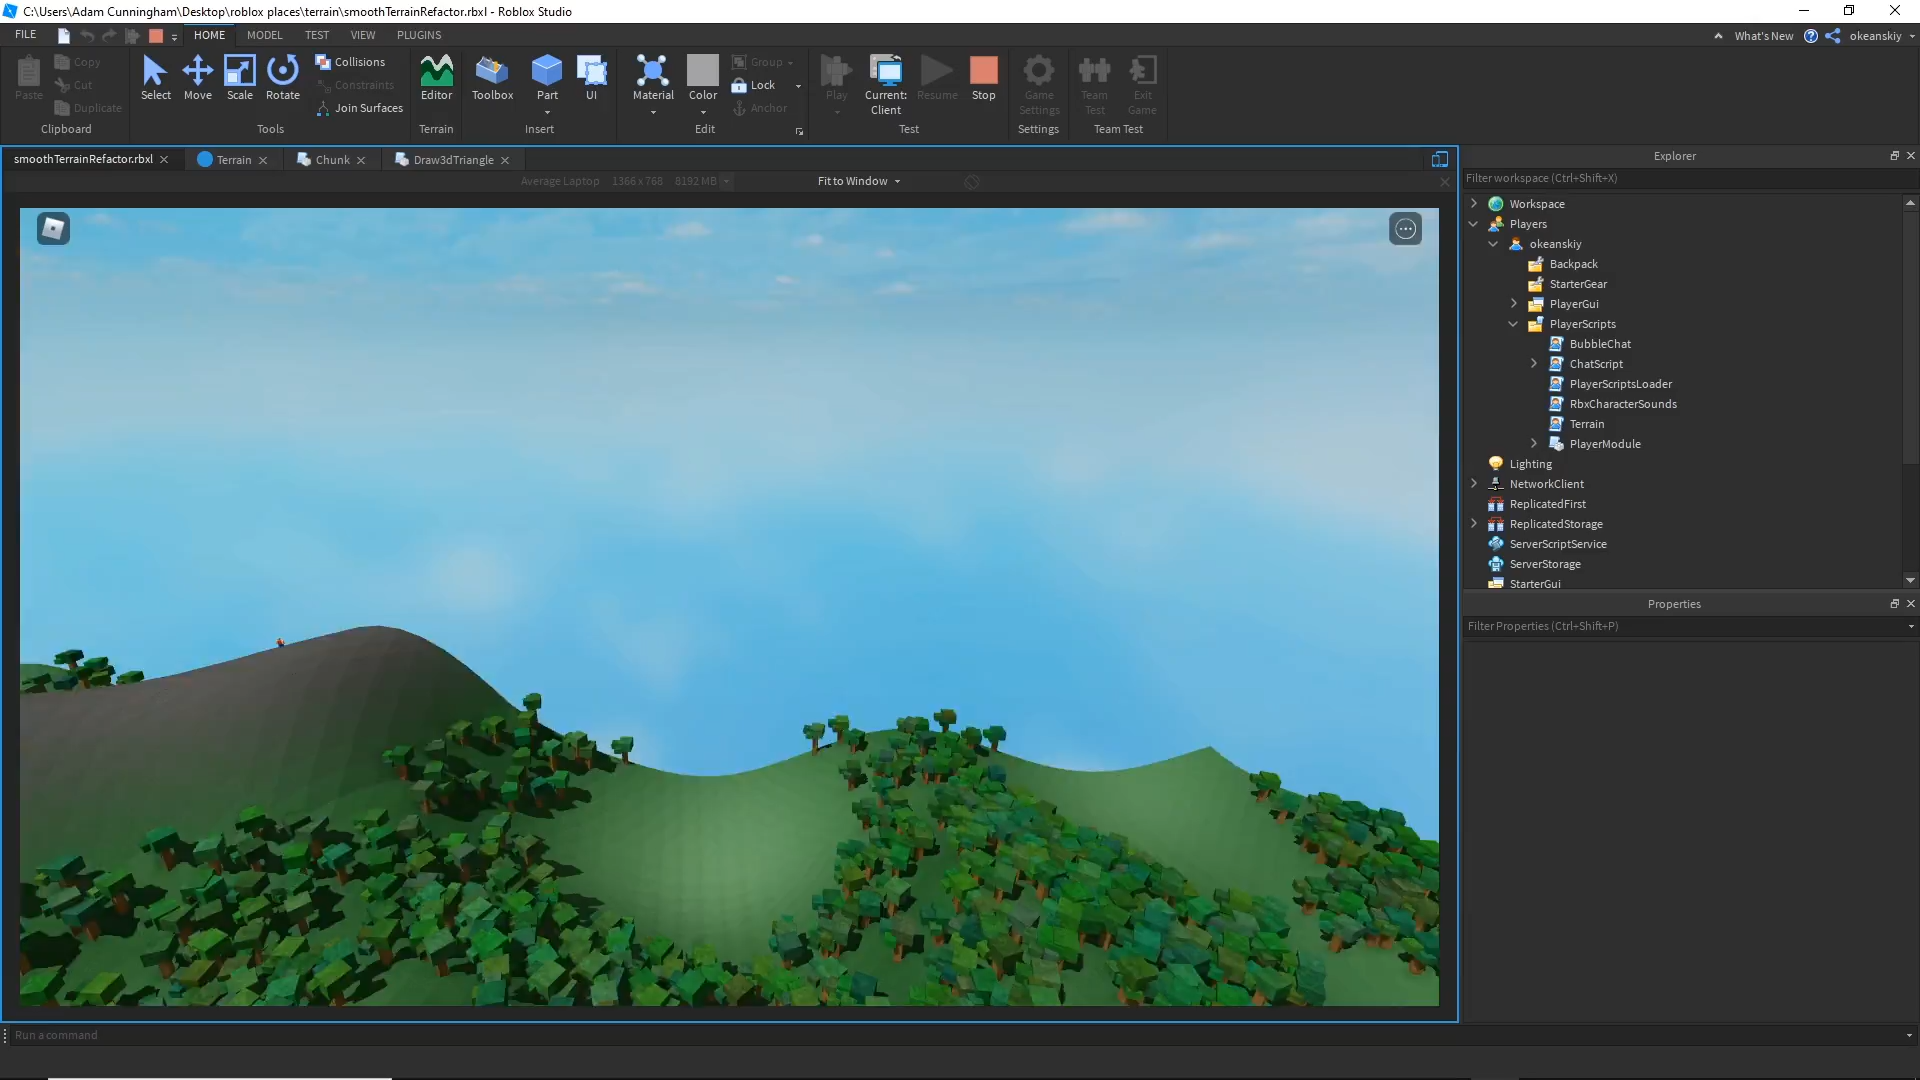 C:\Users\Adam Cunningham\Desktop\roblox places\terrain\smoothTerrainRefactor.rbxl - Roblox Studio
FILE HOME MODEL TEST VIEW PLUGINS What's New okeanskiy
Paste Copy Cut Duplicate
Select Move Scale Rotate Collisions Constraints Join Surfaces
Editor Toolbox Part UI
Material Color Group Lock Anchor
Play Current: Client Resume Stop
Game Settings Team Test Exit Game
Clipboard Tools Terrain Insert Edit Test Settings Team Test
smoothTerrainRefactor.rbxl Terrain Chunk Draw3dTriangle
Average Laptop 1366 x 768 8192 MB Fit to Window
Explorer
Filter workspace (Ctrl+Shift+X)
Workspace
Players
okeanskiy
Backpack
StarterGear
PlayerGui
PlayerScripts
BubbleChat
ChatScript
PlayerScriptsLoader
RbxCharacterSounds
Terrain
PlayerModule
Lighting
NetworkClient
ReplicatedFirst
ReplicatedStorage
ServerScriptService
ServerStorage
StarterGui
Properties
Filter Properties (Ctrl+Shift+P)
Run a command